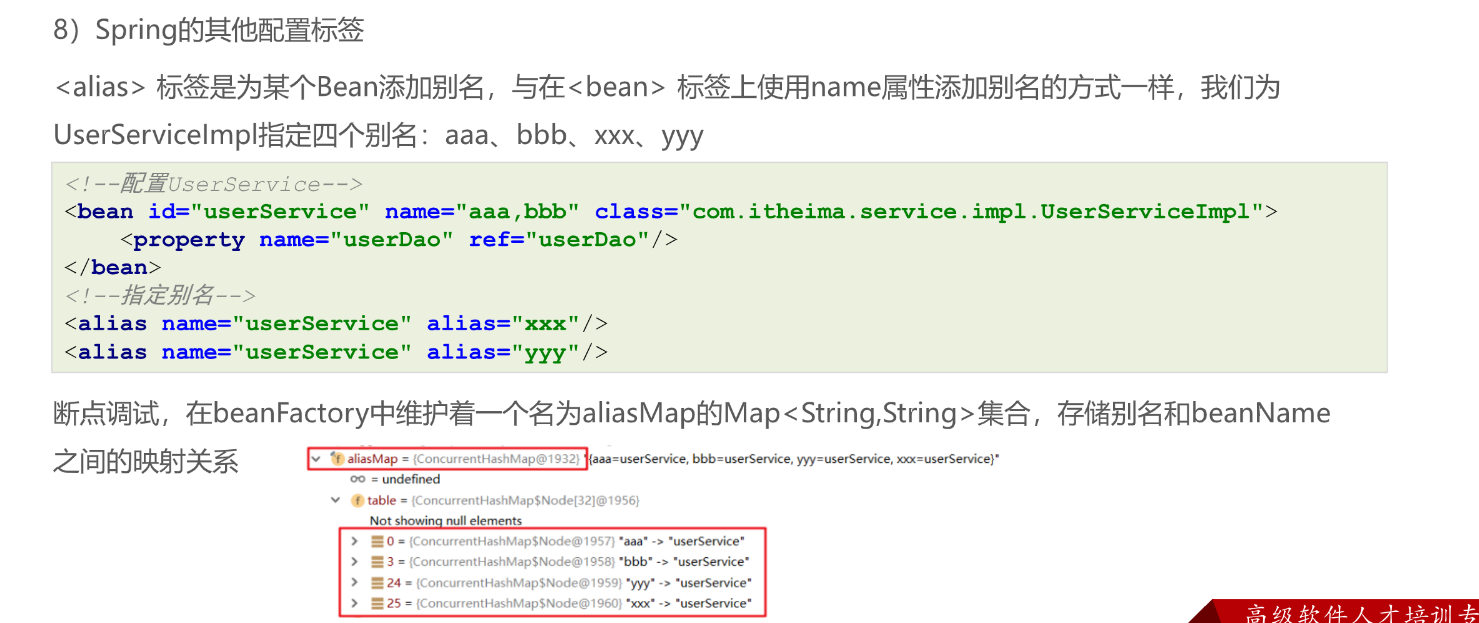 8）Spring的其他配置标签
<alias> 标签是为某个Bean添加别名，与在<bean> 标签上使用name属性添加别名的方式一样，我们为
UserServiceImpl指定四个别名：aaa、bbb、xxx、yyy
<!--配置UserService-->
<bean id="userService" name="aaa,bbb" class="com.itheima.service.impl.UserServiceImpl">
    <property name="userDao" ref="userDao"/>
</bean>
<!--指定别名-->
<alias name="userService" alias="xxx"/>
<alias name="userService" alias="yyy"/>
断点调试，在beanFactory中维护着一个名为aliasMap的Map<String,String>集合，存储别名和beanName
之间的映射关系
aliasMap = {ConcurrentHashMap@1932} "{aaa=userService, bbb=userService, yyy=userService, xxx=userService}"
oo = undefined
f table = {ConcurrentHashMap$Node[32]@1956}
Not showing null elements
0 = {ConcurrentHashMap$Node@1957} "aaa" -> "userService"
3 = {ConcurrentHashMap$Node@1958} "bbb" -> "userService"
24 = {ConcurrentHashMap$Node@1959} "yyy" -> "userService"
25 = {ConcurrentHashMap$Node@1960} "xxx" -> "userService"
高级软件人才培训专